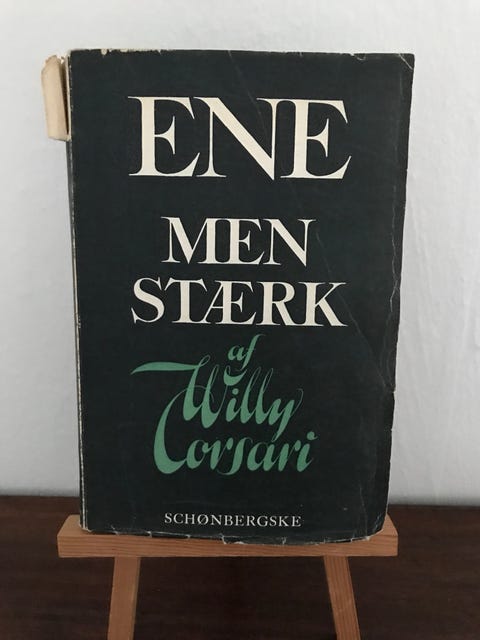 ENE
MEN
STÆRK
af
Willy
Corsari
SCHØNBERGSKE